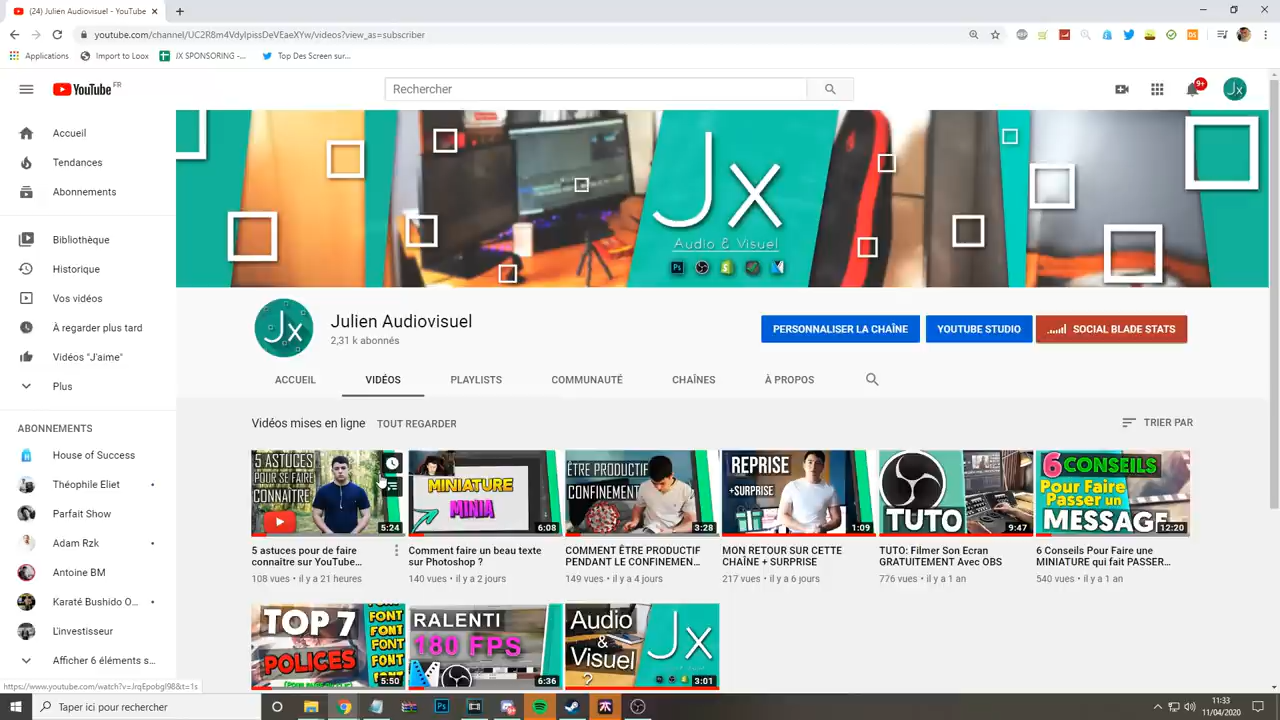 (24) Julien Audiovisuel - YouTube
youtube.com/channel/UC2R8m4VdyIpissDeVEaeXYw/videos?view_as=subscriber
Applications
Import to Loox
JX SPONSORING -...
Top Des Screen sur...
YouTube FR
Rechercher
9+
Jx
Accueil
Tendances
Abonnements
Bibliothèque
Historique
Vos vidéos
À regarder plus tard
Vidéos "J'aime"
Plus
ABONNEMENTS
House of Success
Théophile Eliet
Parfait Show
Adam Rzk
Antoine BM
Karaté Bushido O...
L'investisseur
Afficher 6 éléments s...
Jx
Audio & Visuel
Ps
Jx
Julien Audiovisuel
2,31 k abonnés
PERSONNALISER LA CHAÎNE
YOUTUBE STUDIO
SOCIAL BLADE STATS
ACCUEIL
VIDÉOS
PLAYLISTS
COMMUNAUTÉ
CHAÎNES
À PROPOS
Vidéos mises en ligne
TOUT REGARDER
TRIER PAR
5 ASTUCES
POUR SE FAIRE
CONNAITRE
5:24
5 astuces pour de faire
connaitre sur YouTube...
108 vues • il y a 21 heures
MINIATURE
MINIA
6:08
Comment faire un beau texte
sur Photoshop ?
140 vues • il y a 2 jours
ÊTRE PRODUCTIF
CONFINEMENT
3:28
COMMENT ÊTRE PRODUCTIF
PENDANT LE CONFINEMEN...
149 vues • il y a 4 jours
REPRISE
+SURPRISE
1:09
MON RETOUR SUR CETTE
CHAÎNE + SURPRISE
217 vues • il y a 6 jours
TUTO
9:47
TUTO: Filmer Son Ecran
GRATUITEMENT Avec OBS
776 vues • il y a 1 an
6 CONSEILS
Pour Faire
Passer un
MESSAGE
12:20
6 Conseils Pour Faire une
MINIATURE qui fait PASSER...
540 vues • il y a 1 an
TOP 7
POLICES
FONT
FONT
FONT
FONT
5:50
RALENTI
180 FPS
6:36
Audio
&
Visuel
?
Jx
3:01
https://www.youtube.com/watch?v=JrqEpobgI98&t=1s
Taper ici pour rechercher
Ps
11:33
11/04/2020